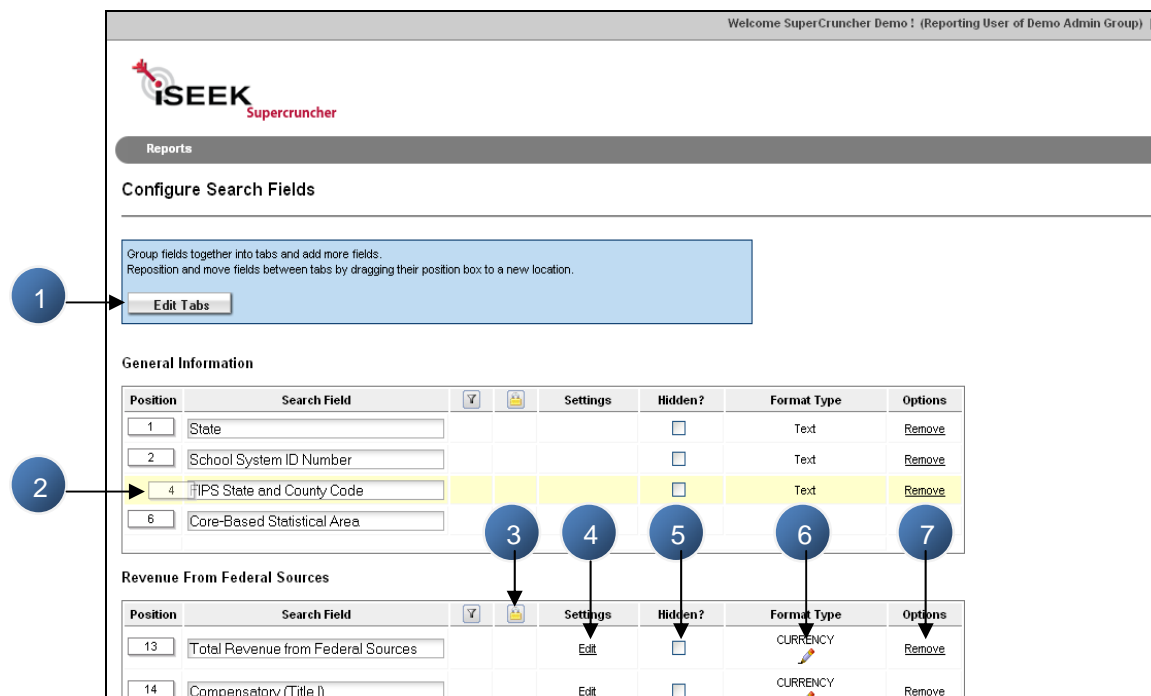 Welcome SuperCruncher Demo ! (Reporting User of Demo Admin Group) |
iSEEK
Supercruncher
Reports
Configure Search Fields
Group fields together into tabs and add more fields.
Reposition and move fields between tabs by dragging their position box to a new location.
1
Edit Tabs
General Information
Position Search Field Settings Hidden? Format Type Options
1 State Text Remove
2 School System ID Number Text Remove
2
4 FIPS State and County Code Text Remove
6 Core-Based Statistical Area
3 4 5 6 7
Revenue From Federal Sources
Position Search Field Settings Hidden? Format Type Options
13 Total Revenue from Federal Sources Edit CURRENCY Remove
14 Compensatory (Title I) Edit CURRENCY Remove